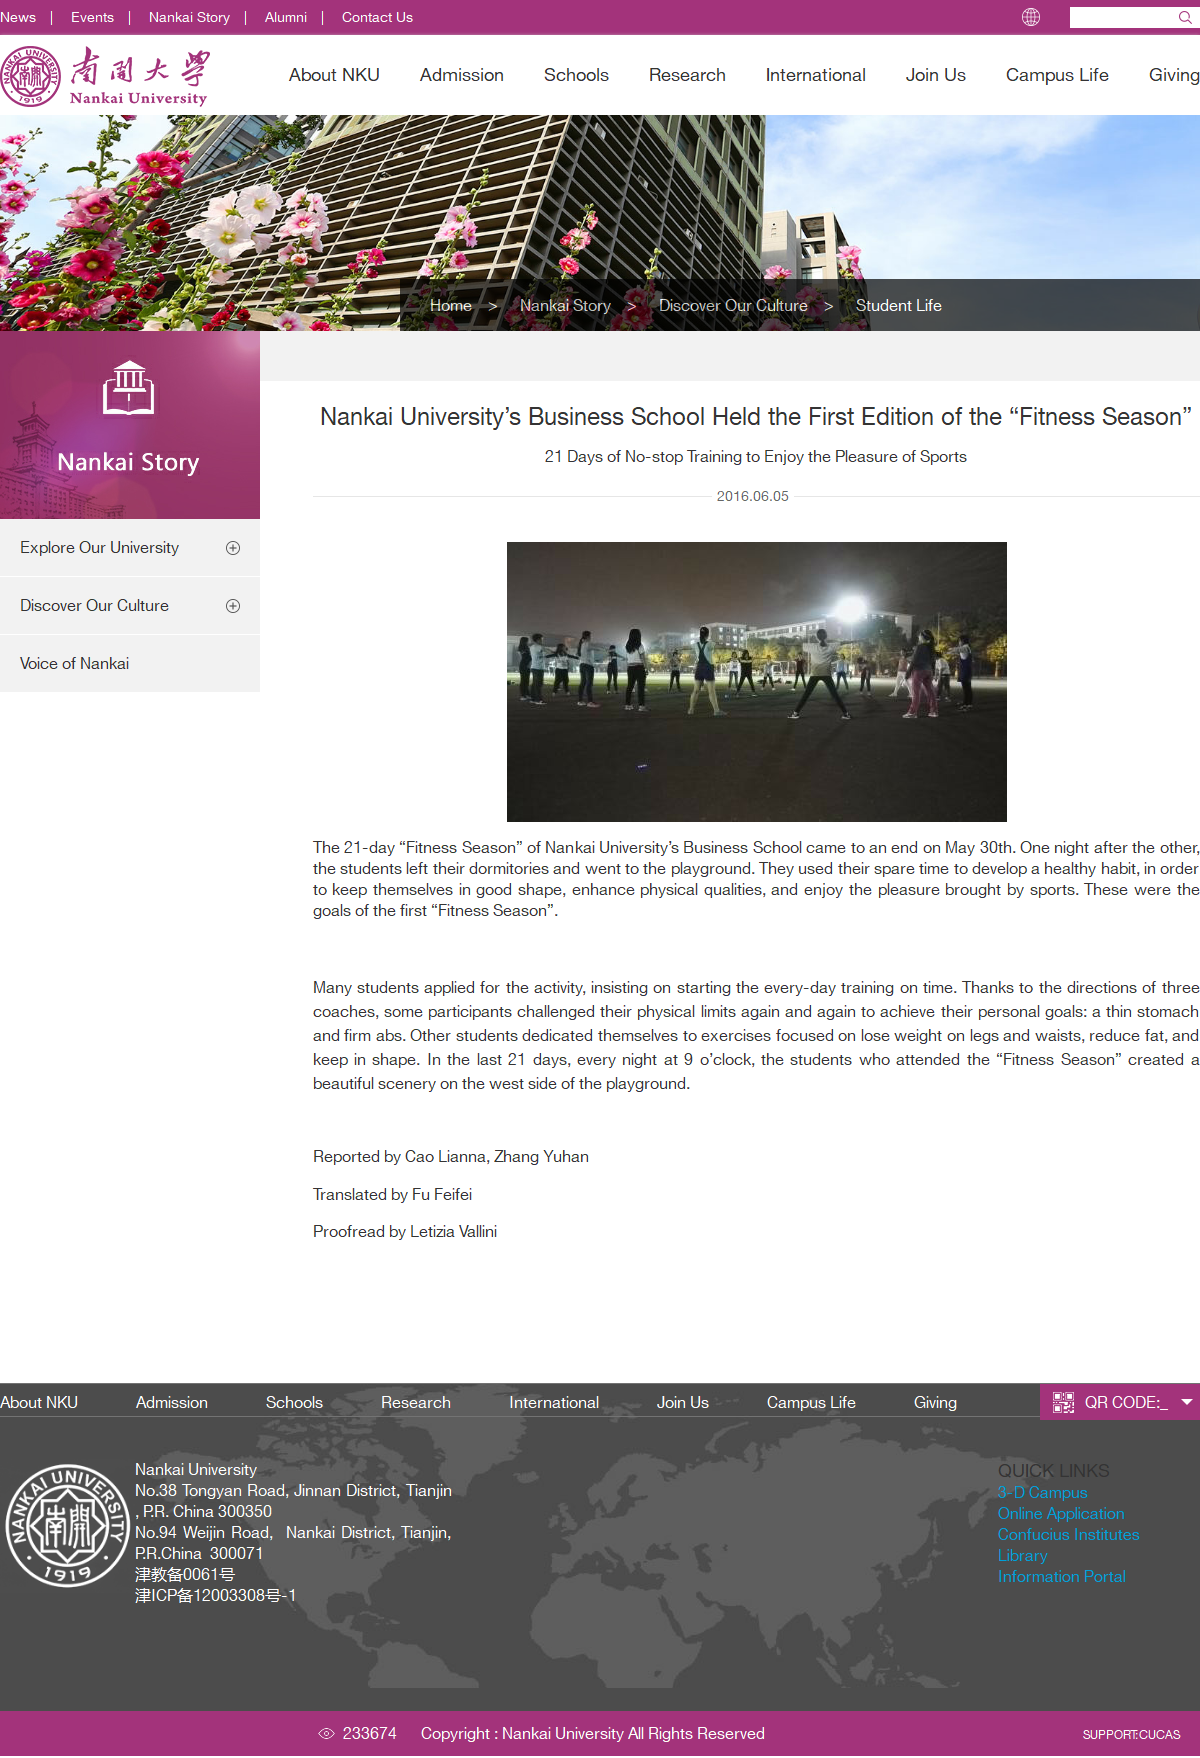 News | Events | Nankai Story | Alumni | Contact Us
NANKAI UNIVERSITY 南開 1919
南開大學
Nankai University
About NKU Admission Schools Research International Join Us Campus Life Giving
Home > Nankai Story > Discover Our Culture > Student Life
Nankai Story
Explore Our University
Discover Our Culture
Voice of Nankai
Nankai University’s Business School Held the First Edition of the “Fitness Season”
21 Days of No-stop Training to Enjoy the Pleasure of Sports
2016.06.05
The 21-day “Fitness Season” of Nankai University’s Business School came to an end on May 30th. One night after the other,
the students left their dormitories and went to the playground. They used their spare time to develop a healthy habit, in order
to keep themselves in good shape, enhance physical qualities, and enjoy the pleasure brought by sports. These were the
goals of the first “Fitness Season”.
Many students applied for the activity, insisting on starting the every-day training on time. Thanks to the directions of three
coaches, some participants challenged their physical limits again and again to achieve their personal goals: a thin stomach
and firm abs. Other students dedicated themselves to exercises focused on lose weight on legs and waists, reduce fat, and
keep in shape. In the last 21 days, every night at 9 o’clock, the students who attended the “Fitness Season” created a
beautiful scenery on the west side of the playground.
Reported by Cao Lianna, Zhang Yuhan
Translated by Fu Feifei
Proofread by Letizia Vallini
About NKU Admission Schools Research International Join Us Campus Life Giving QR CODE:_
NANKAI UNIVERSITY 南開 1919
Nankai University
No.38 Tongyan Road, Jinnan District, Tianjin
, P.R. China 300350
No.94 Weijin Road, Nankai District, Tianjin,
P.R.China 300071
津教备0061号
津ICP备12003308号-1
QUICK LINKS
3-D Campus
Online Application
Confucius Institutes
Library
Information Portal
233674 Copyright : Nankai University All Rights Reserved SUPPORT:CUCAS